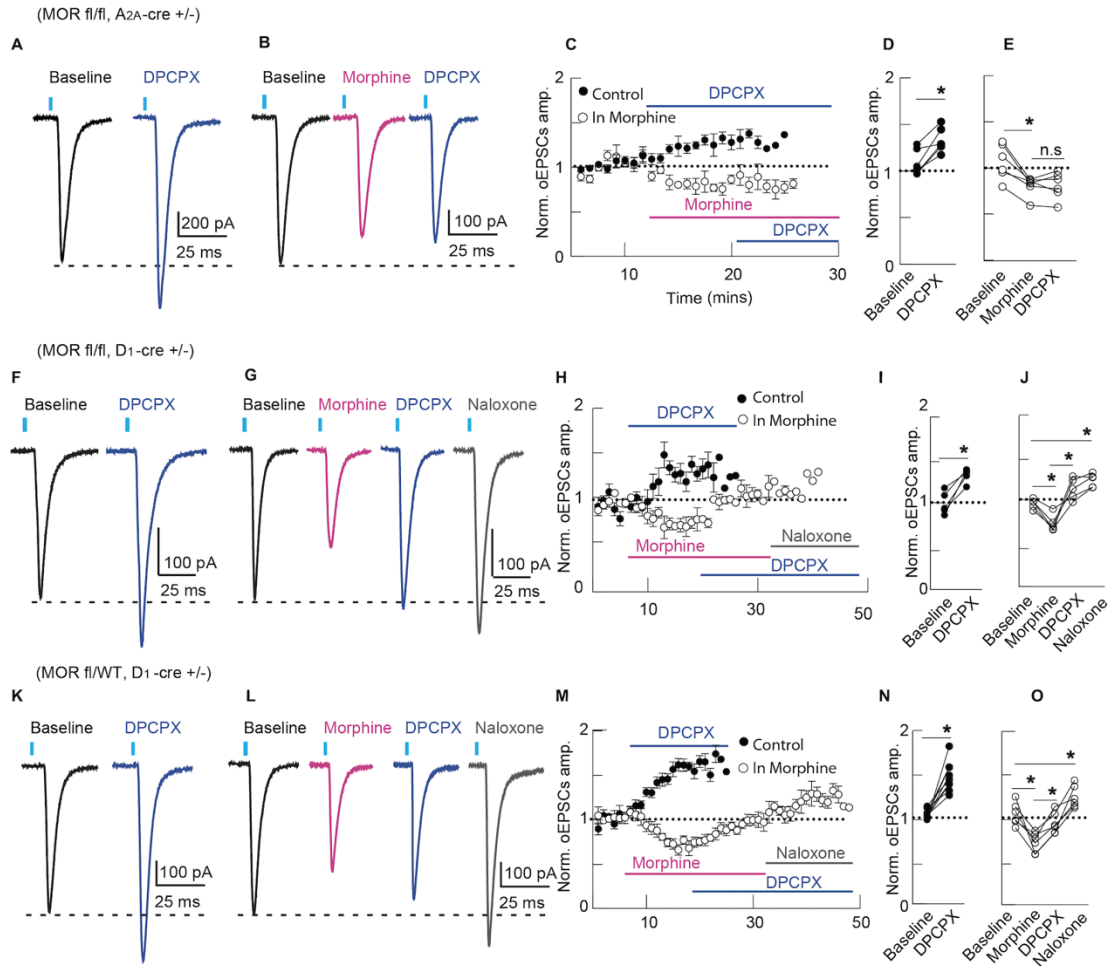 (MOR fl/fl, A2A-cre +/-)
A
B
C
D
E
Baseline
DPCPX
Baseline
Morphine
DPCPX
200 pA
25 ms
100 pA
25 ms
Norm. oEPSCs amp.
2
1
0
Control
In Morphine
DPCPX
Morphine
DPCPX
10
20
30
Time (mins)
Norm. oEPSCs amp.
2
1
0
*
Baseline
DPCPX
*
n.s
Baseline
Morphine
DPCPX
(MOR fl/fl, D1-cre +/-)
F
G
H
I
J
Baseline
DPCPX
Baseline
Morphine
DPCPX
Naloxone
100 pA
25 ms
100 pA
25 ms
Norm. oEPSCs amp.
2
1
0
DPCPX
Control
In Morphine
Naloxone
Morphine
DPCPX
10
30
50
Norm. oEPSCs amp.
2
1
0
*
Baseline
DPCPX
*
*
*
Baseline
Morphine
DPCPX
Naloxone
(MOR fl/WT, D1-cre +/-)
K
L
M
N
O
Baseline
DPCPX
Baseline
Morphine
DPCPX
Naloxone
100 pA
25 ms
100 pA
25 ms
Norm. oEPSCs amp.
2
1
0
DPCPX
Control
In Morphine
Naloxone
Morphine
DPCPX
10
30
50
Norm. oEPSCs amp.
2
1
0
*
Baseline
DPCPX
*
*
*
Baseline
Morphine
DPCPX
Naloxone